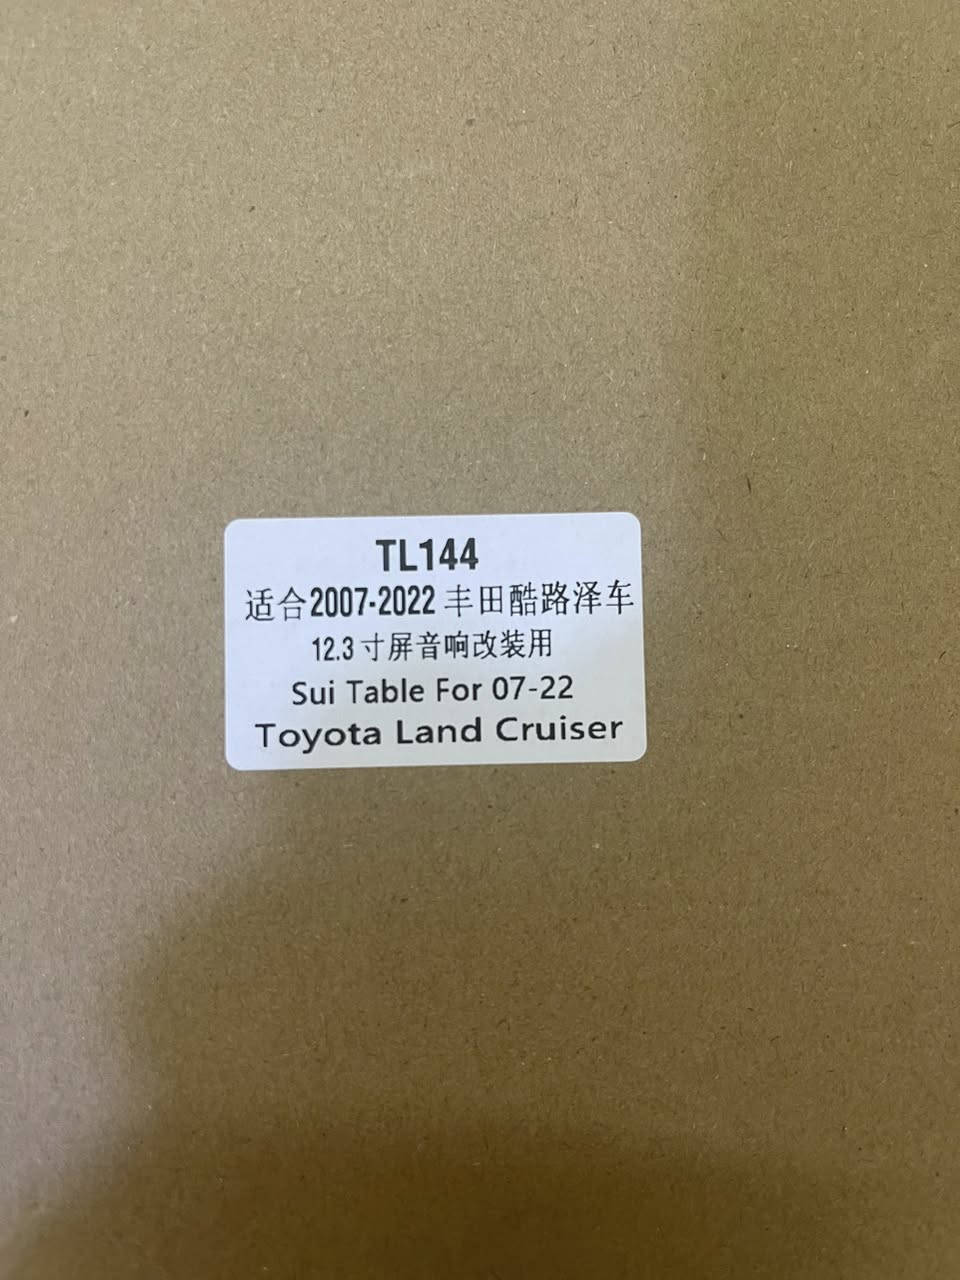 TL144
适合2007-2022 丰田酷路泽车
12.3 寸屏音响改装用
Sui Table For 07-22
Toyota Land Cruiser